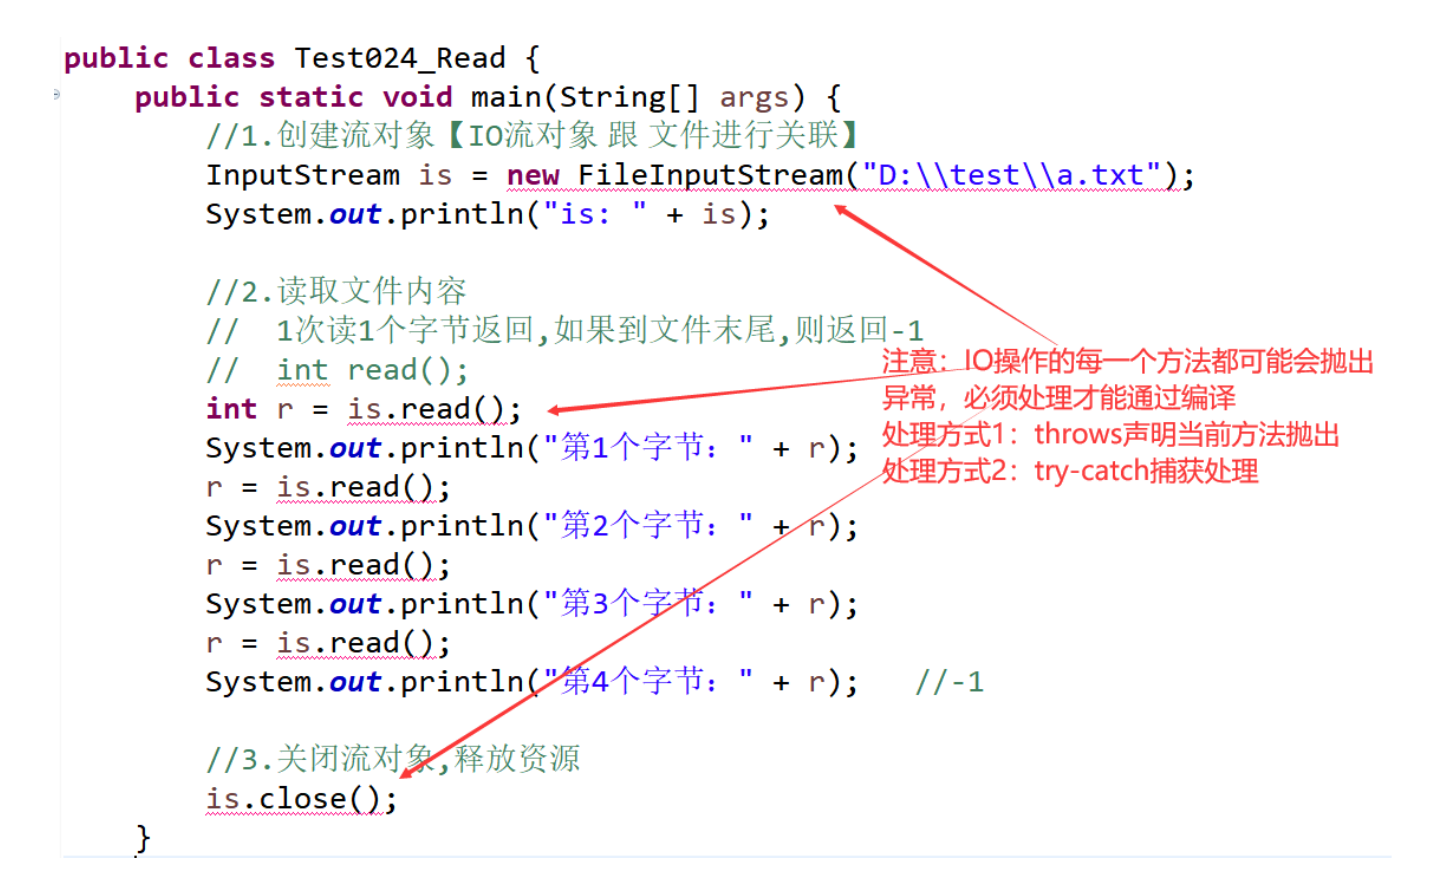 public class Test024_Read {
public static void main(String[] args) {
//1.创建流对象【IO流对象 跟 文件进行关联】
InputStream is = new FileInputStream("D:\\test\\a.txt");
System.out.println("is: " + is);
//2.读取文件内容
//  1次读1个字节返回,如果到文件末尾,则返回-1
//  int read();
int r = is.read();
System.out.println("第1个字节: " + r);
r = is.read();
System.out.println("第2个字节: " + r);
r = is.read();
System.out.println("第3个字节: " + r);
r = is.read();
System.out.println("第4个字节: " + r);   //-1
//3.关闭流对象,释放资源
is.close();
}
注意：IO操作的每一个方法都可能会抛出
异常，必须处理才能通过编译
处理方式1：throws声明当前方法抛出
处理方式2：try-catch捕获处理